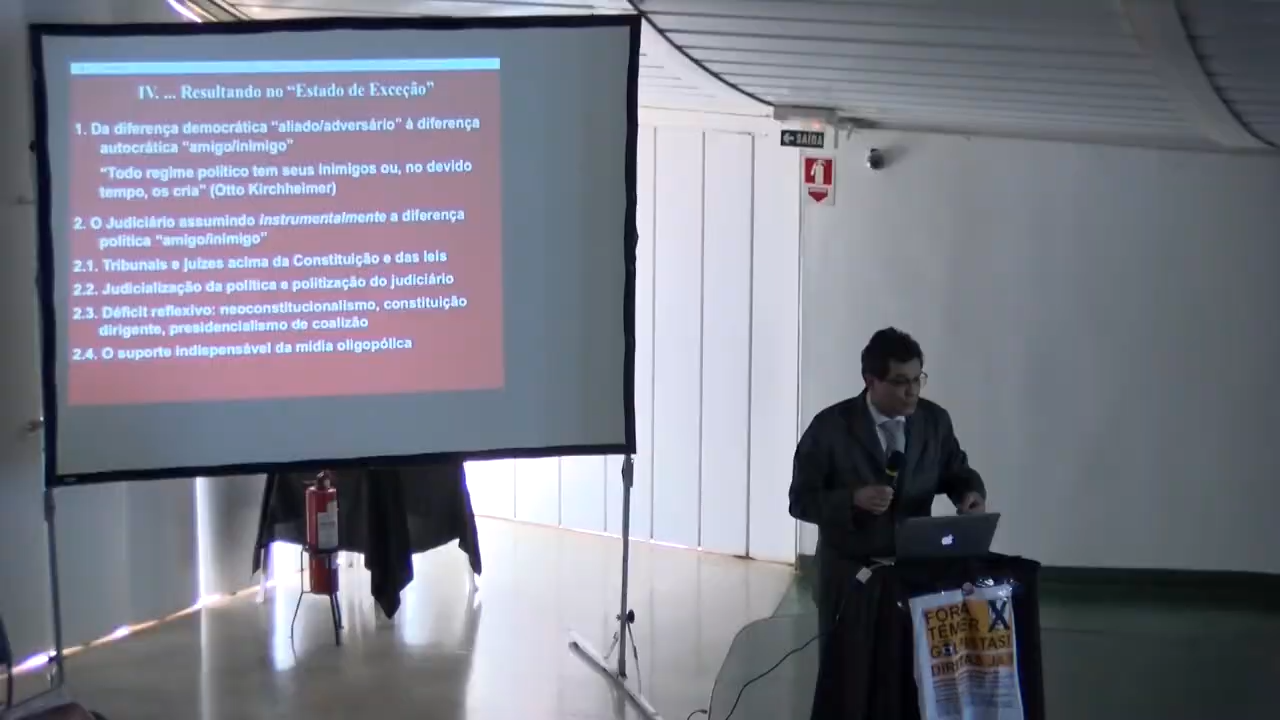 IV. ... Resultando no “Estado de Exceção”
1. Da diferença democrática “aliado/adversário” à diferença
autocrática “amigo/inimigo”
“Todo regime político tem seus inimigos ou, no devido
tempo, os cria” (Otto Kirchheimer)
2. O Judiciário assumindo instrumentalmente a diferença
política “amigo/inimigo”
2.1. Tribunais e juízes acima da Constituição e das leis
2.2. Judicialização da política e politização do judiciário
2.3. Déficit reflexivo: neoconstitucionalismo, constituição
dirigente, presidencialismo de coalizão
2.4. O suporte indispensável da mídia oligopólica
SAÍDA
FORA
TEMER